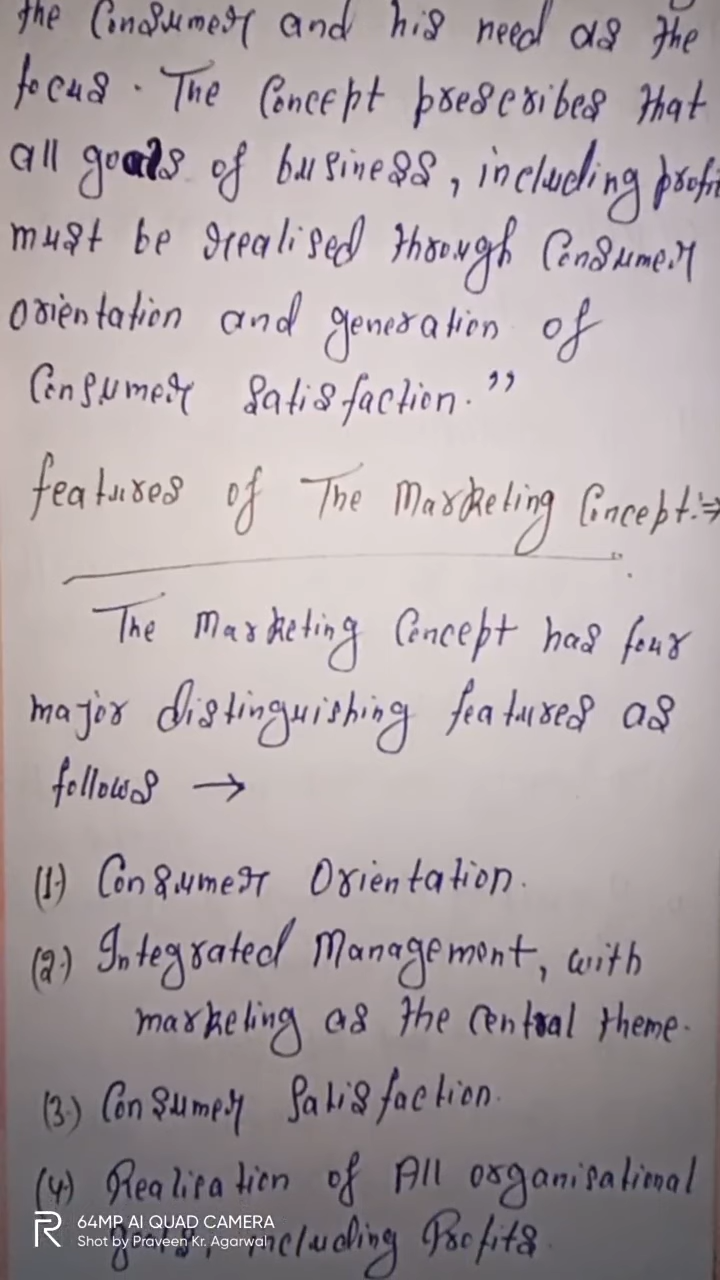 the Consumer and his need as the
focus. The Concept prescribes that
all goals of business, including profit
must be realised through Consumer
orientation and generation of
Consumer Satisfaction."
features of The Marketing Concept:⇒
The Marketing Concept has four
major distinguishing features as
follows →
(1.) Consumer Orientation.
(2.) Integrated Management, with
marketing as the central theme.
(3.) Consumer Satisfaction.
(4) Realisation of All organisational
goals, including Profits.
64MP AI QUAD CAMERA
Shot by Praveen Kr. Agarwal